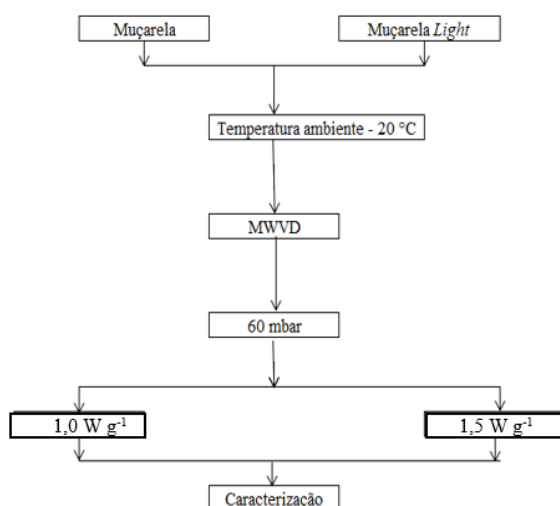 Muçarela
Muçarela Light
Temperatura ambiente - 20 °C
MWVD
60 mbar
1,0 W g⁻¹
1,5 W g⁻¹
Caracterização